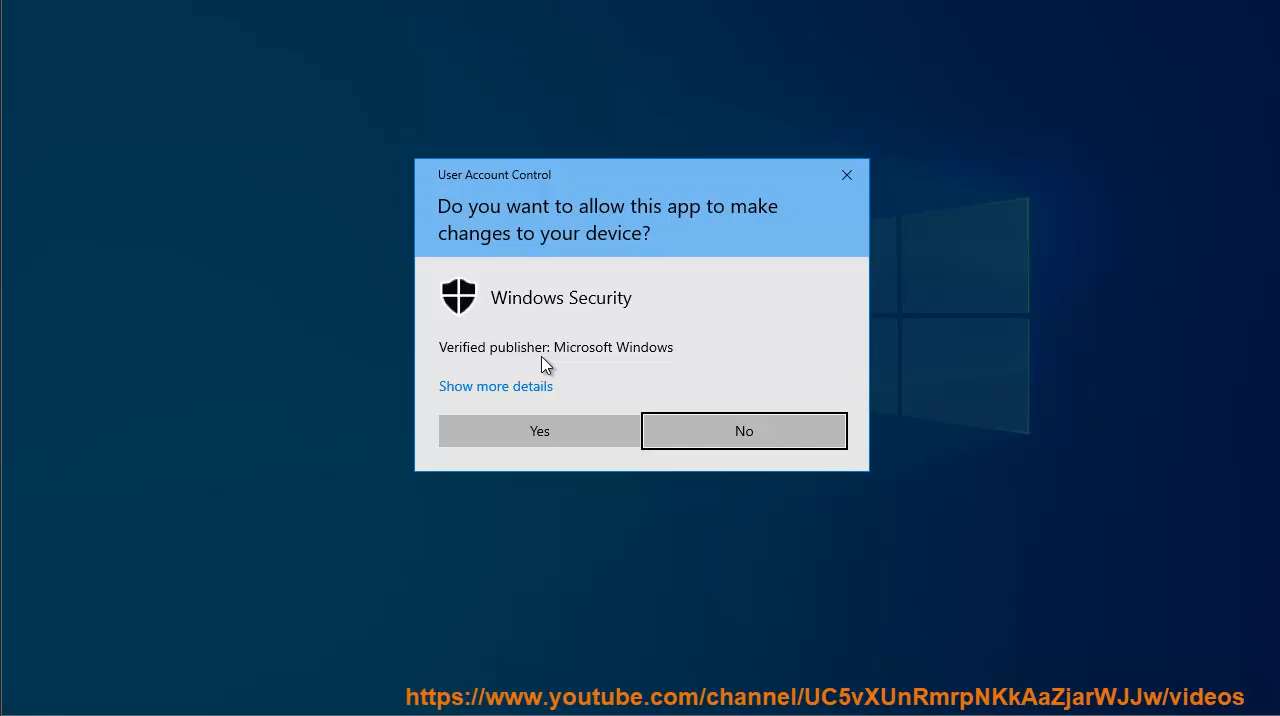 User Account Control
Do you want to allow this app to make
changes to your device?
Windows Security
Verified publisher: Microsoft Windows
Show more details
Yes
No
https://www.youtube.com/channel/UC5vXUnRmrpNKkAaZjarWJJw/videos